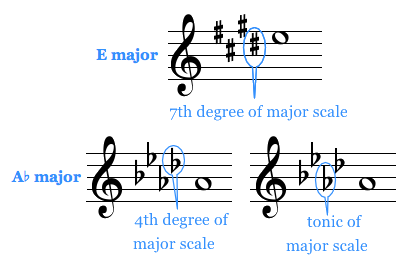 E major
7th degree of major scale
A♭ major
4th degree of
major scale
tonic of
major scale